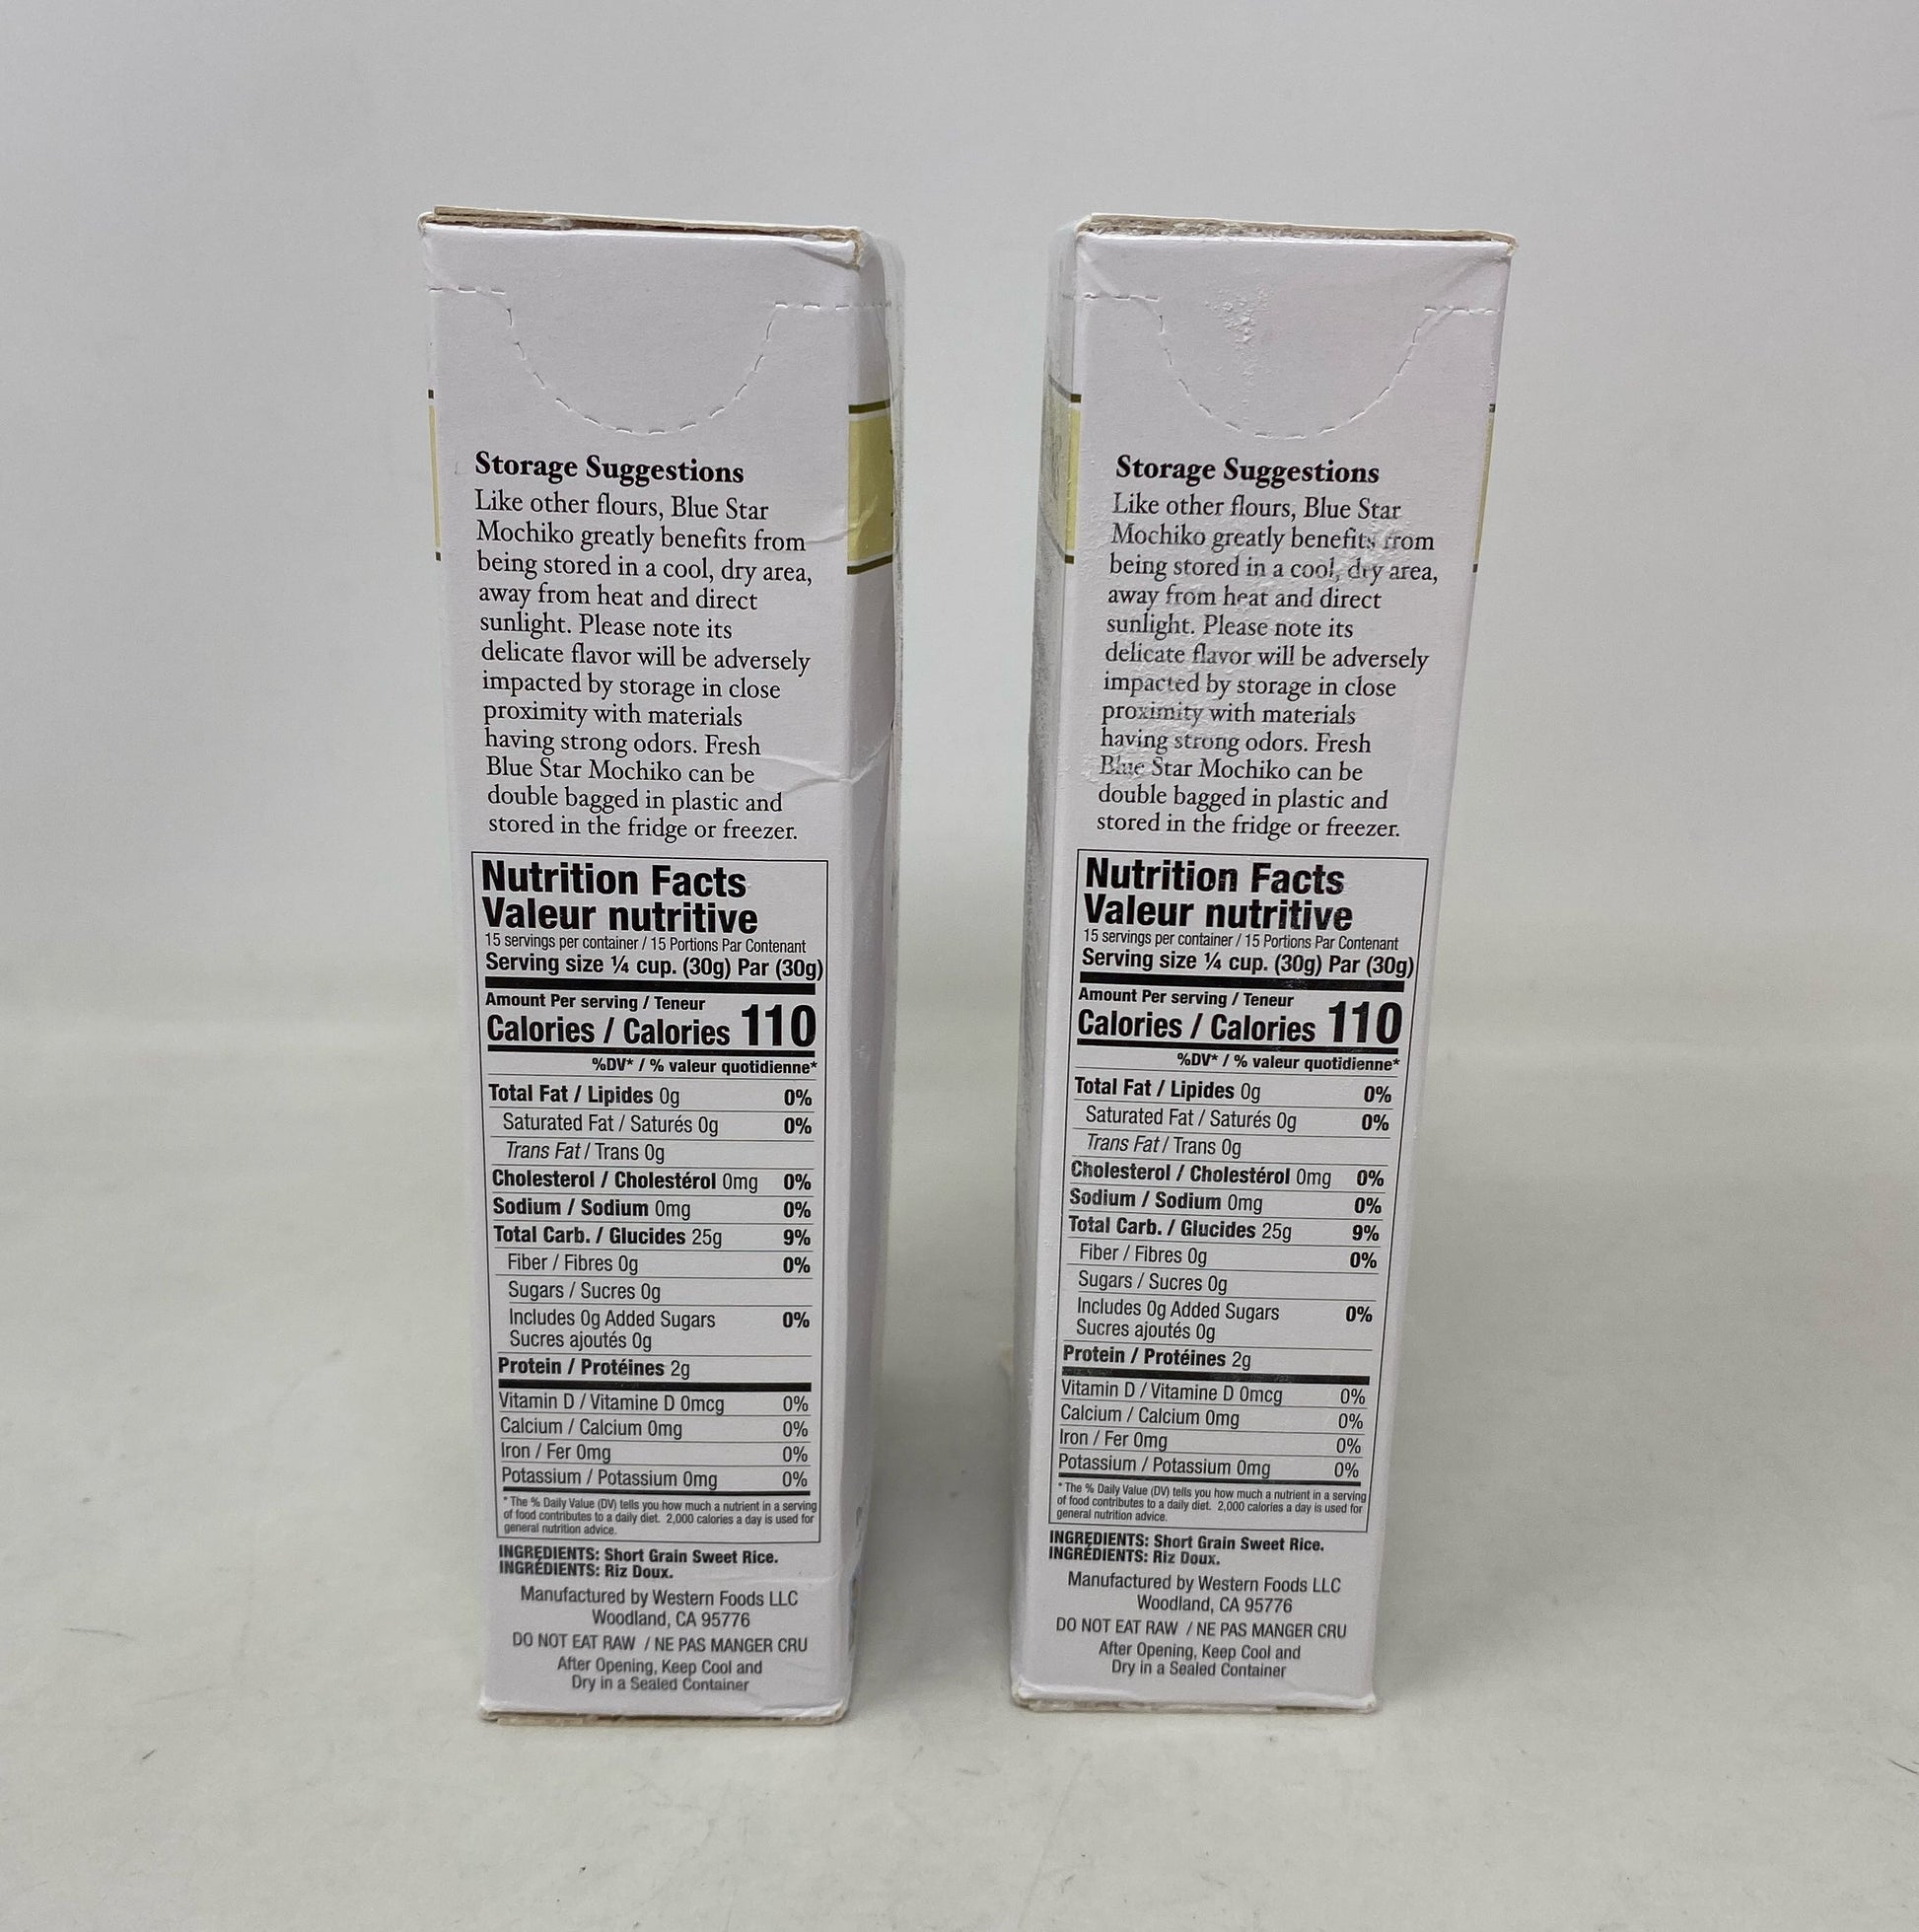 Storage Suggestions
Like other flours, Blue Star
Mochiko greatly benefits from
being stored in a cool, dry area,
away from heat and direct
sunlight. Please note its
delicate flavor will be adversely
impacted by storage in close
proximity with materials
having strong odors. Fresh
Blue Star Mochiko can be
double bagged in plastic and
stored in the fridge or freezer.
Nutrition Facts
Valeur nutritive
15 servings per container / 15 Portions Par Contenant
Serving size ¼ cup. (30g) Par (30g)
Amount Per serving / Teneur
Calories / Calories 110
%DV* / % valeur quotidienne*
Total Fat / Lipides 0g 0%
Saturated Fat / Saturés 0g 0%
Trans Fat / Trans 0g
Cholesterol / Cholestérol 0mg 0%
Sodium / Sodium 0mg 0%
Total Carb. / Glucides 25g 9%
Fiber / Fibres 0g 0%
Sugars / Sucres 0g
Includes 0g Added Sugars 0%
Sucres ajoutés 0g
Protein / Protéines 2g
Vitamin D / Vitamine D 0mcg 0%
Calcium / Calcium 0mg 0%
Iron / Fer 0mg 0%
Potassium / Potassium 0mg 0%
* The % Daily Value (DV) tells you how much a nutrient in a serving
of food contributes to a daily diet. 2,000 calories a day is used for
general nutrition advice.
INGREDIENTS: Short Grain Sweet Rice.
INGRÉDIENTS: Riz Doux.
Manufactured by Western Foods LLC
Woodland, CA 95776
DO NOT EAT RAW / NE PAS MANGER CRU
After Opening, Keep Cool and
Dry in a Sealed Container
Storage Suggestions
Like other flours, Blue Star
Mochiko greatly benefits from
being stored in a cool, dry area,
away from heat and direct
sunlight. Please note its
delicate flavor will be adversely
impacted by storage in close
proximity with materials
having strong odors. Fresh
Blue Star Mochiko can be
double bagged in plastic and
stored in the fridge or freezer.
Nutrition Facts
Valeur nutritive
15 servings per container / 15 Portions Par Contenant
Serving size ¼ cup. (30g) Par (30g)
Amount Per serving / Teneur
Calories / Calories 110
%DV* / % valeur quotidienne*
Total Fat / Lipides 0g 0%
Saturated Fat / Saturés 0g 0%
Trans Fat / Trans 0g
Cholesterol / Cholestérol 0mg 0%
Sodium / Sodium 0mg 0%
Total Carb. / Glucides 25g 9%
Fiber / Fibres 0g 0%
Sugars / Sucres 0g
Includes 0g Added Sugars 0%
Sucres ajoutés 0g
Protein / Protéines 2g
Vitamin D / Vitamine D 0mcg 0%
Calcium / Calcium 0mg 0%
Iron / Fer 0mg 0%
Potassium / Potassium 0mg 0%
* The % Daily Value (DV) tells you how much a nutrient in a serving
of food contributes to a daily diet. 2,000 calories a day is used for
general nutrition advice.
INGREDIENTS: Short Grain Sweet Rice.
INGRÉDIENTS: Riz Doux.
Manufactured by Western Foods LLC
Woodland, CA 95776
DO NOT EAT RAW / NE PAS MANGER CRU
After Opening, Keep Cool and
Dry in a Sealed Container